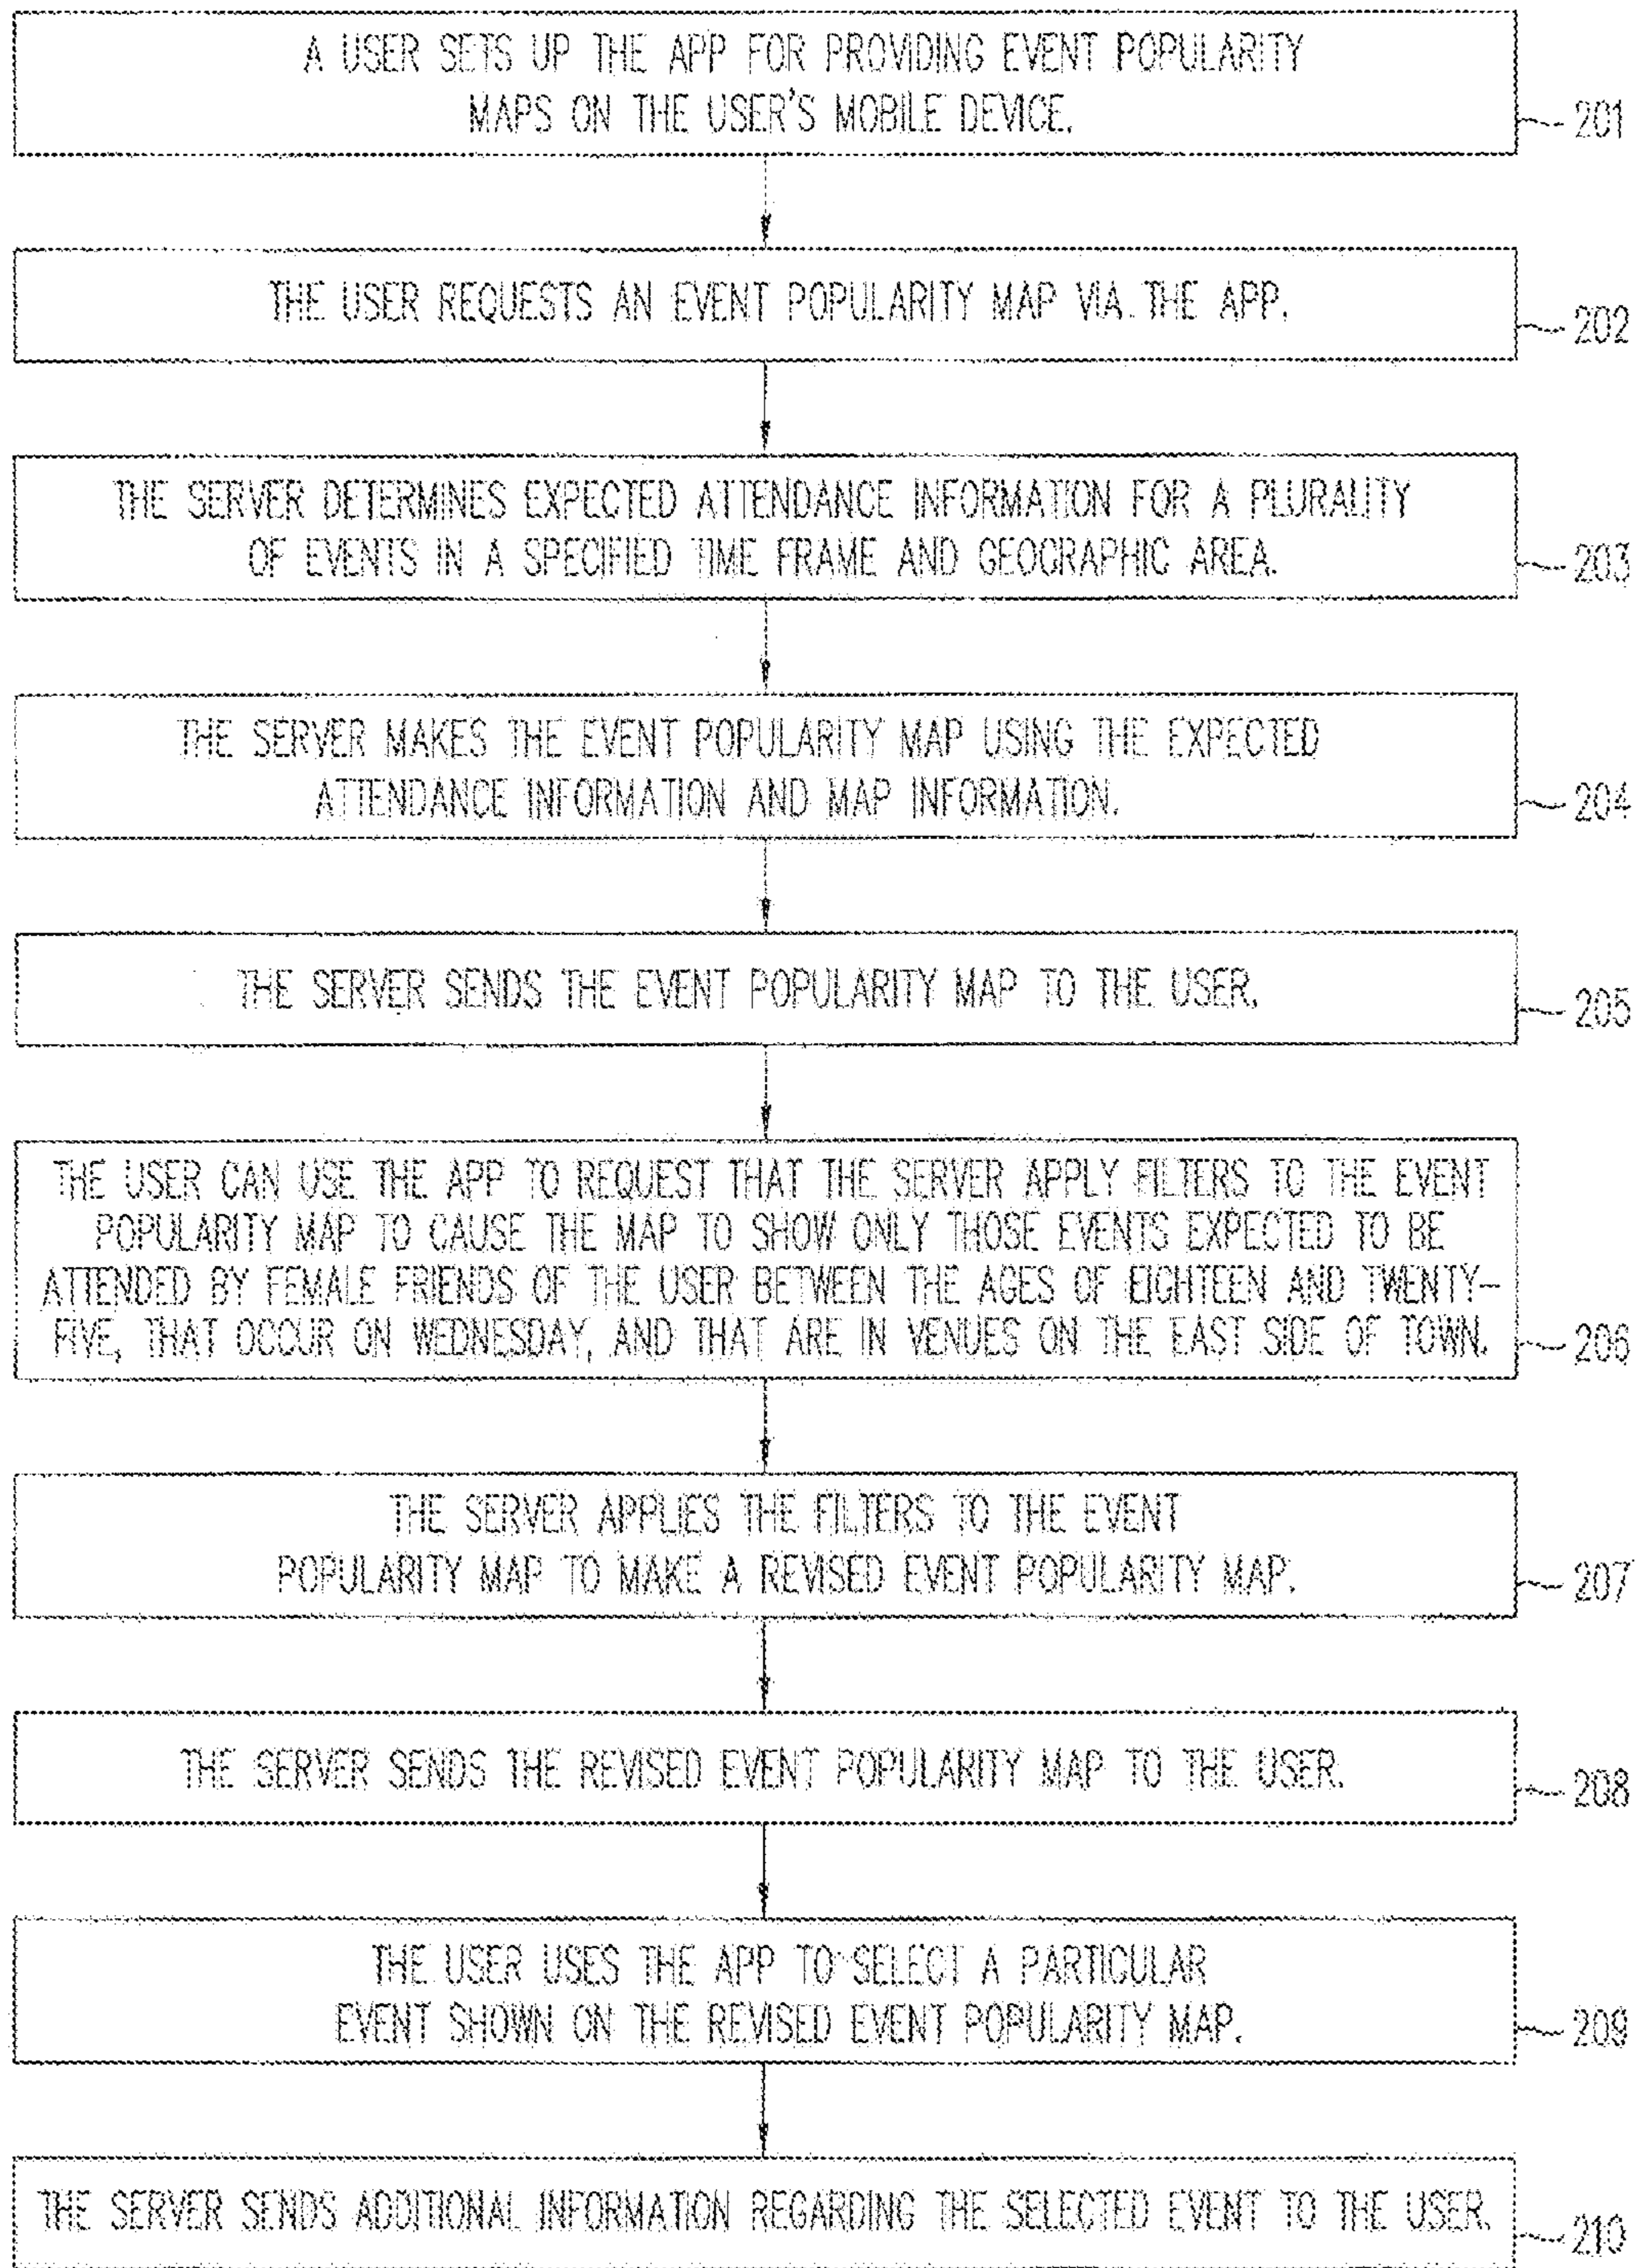 A USER SETS UP THE APP FOR PROVIDING EVENT POPULARITY
MAPS ON THE USER'S MOBILE DEVICE.
201
THE USER REQUESTS AN EVENT POPULARITY MAP VIA THE APP.
202
THE SERVER DETERMINES EXPECTED ATTENDANCE INFORMATION FOR A PLURALITY
OF EVENTS IN A SPECIFIED TIME FRAME AND GEOGRAPHIC AREA.
203
THE SERVER MAKES THE EVENT POPULARITY MAP USING THE EXPECTED
ATTENDANCE INFORMATION AND MAP INFORMATION.
204
THE SERVER SENDS THE EVENT POPULARITY MAP TO THE USER.
205
THE USER CAN USE THE APP TO REQUEST THAT THE SERVER APPLY FILTERS TO THE EVENT
POPULARITY MAP TO CAUSE THE MAP TO SHOW ONLY THOSE EVENTS EXPECTED TO BE
ATTENDED BY FEMALE FRIENDS OF THE USER BETWEEN THE AGES OF EIGHTEEN AND TWENTY-
FIVE, THAT OCCUR ON WEDNESDAY, AND THAT ARE IN VENUES ON THE EAST SIDE OF TOWN.
206
THE SERVER APPLIES THE FILTERS TO THE EVENT
POPULARITY MAP TO MAKE A REVISED EVENT POPULARITY MAP.
207
THE SERVER SENDS THE REVISED EVENT POPULARITY MAP TO THE USER.
208
THE USER USES THE APP TO SELECT A PARTICULAR
EVENT SHOWN ON THE REVISED EVENT POPULARITY MAP.
209
THE SERVER SENDS ADDITIONAL INFORMATION REGARDING THE SELECTED EVENT TO THE USER.
210